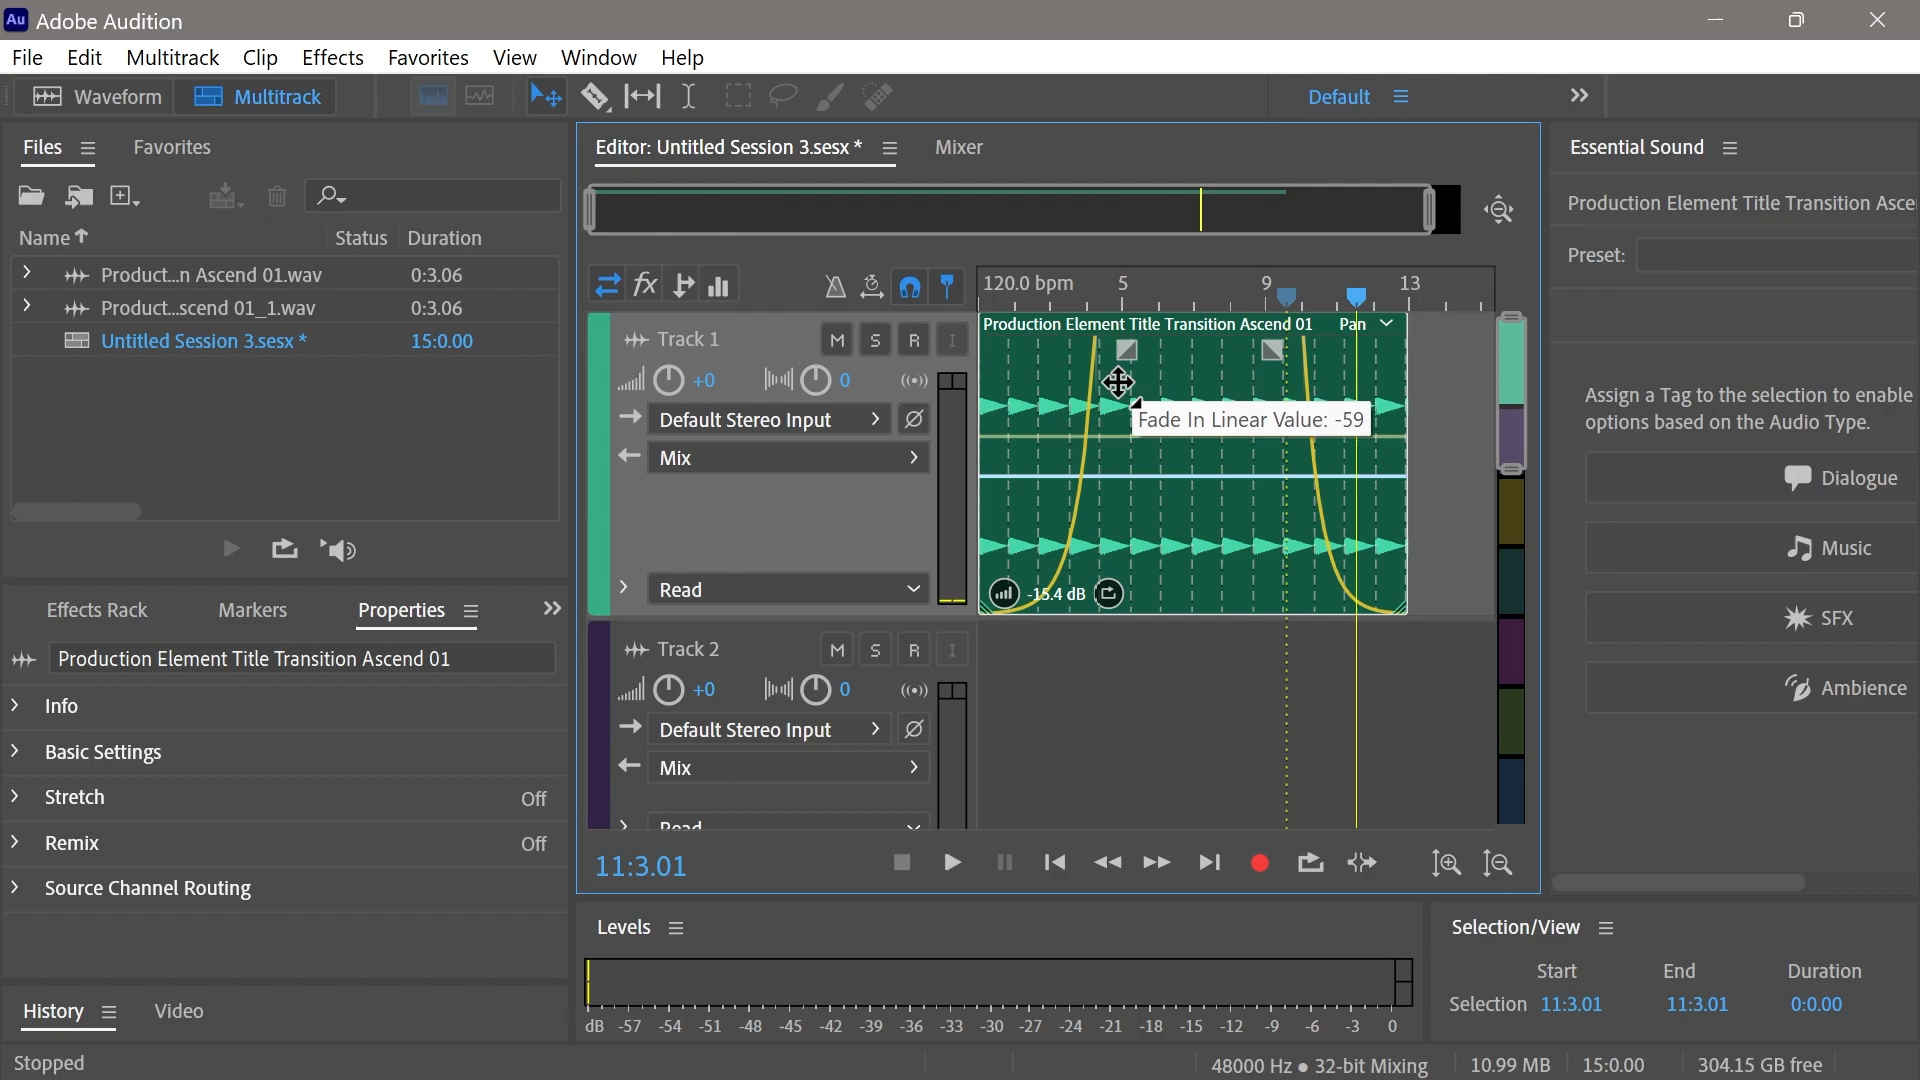 Au Adobe Audition
File Edit Multitrack Clip Effects Favorites View Window Help
Waveform Multitrack Default
Files Favorites
Name Status Duration
Product...n Ascend 01.wav 0:3.06
Product...scend 01_1.wav 0:3.06
Untitled Session 3.sesx * 15:0.00
Effects Rack Markers Properties
Production Element Title Transition Ascend 01
Info
Basic Settings
Stretch Off
Remix Off
Source Channel Routing
History Video
Stopped
Editor: Untitled Session 3.sesx * Mixer
fx
120.0 bpm 5 9 13
Track 1 M S R I
+0 0
Default Stereo Input
Mix
Read
Production Element Title Transition Ascend 01 Pan
Fade In Linear Value: -59
-15.4 dB
Track 2 M S R I
+0 0
Default Stereo Input
Mix
Read
11:3.01
Levels
dB -57 -54 -51 -48 -45 -42 -39 -36 -33 -30 -27 -24 -21 -18 -15 -12 -9 -6 -3 0
Essential Sound
Production Element Title Transition Asce
Preset:
Assign a Tag to the selection to enable
options based on the Audio Type.
Dialogue
Music
SFX
Ambience
Selection/View
Start End Duration
Selection 11:3.01 11:3.01 0:0.00
48000 Hz ● 32-bit Mixing 10.99 MB 15:0.00 304.15 GB free